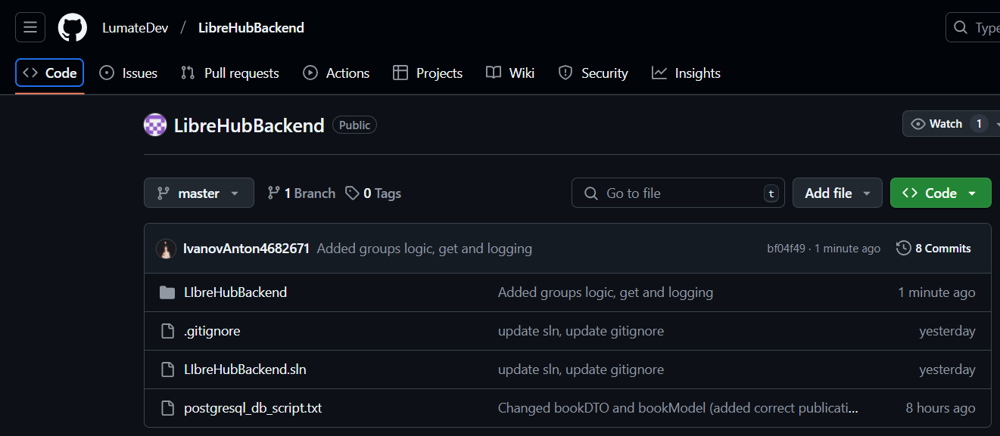 LumateDev / LibreHubBackend
Type
Code Issues Pull requests Actions Projects Wiki Security Insights
LibreHubBackend Public
Watch 1
master 1 Branch 0 Tags
Go to file t
Add file
Code
IvanovAnton4682671 Added groups logic, get and logging bf04f49 · 1 minute ago 8 Commits
LIbreHubBackend Added groups logic, get and logging 1 minute ago
.gitignore update sln, update gitignore yesterday
LIbreHubBackend.sln update sln, update gitignore yesterday
postgresql_db_script.txt Changed bookDTO and bookModel (added correct publicati... 8 hours ago